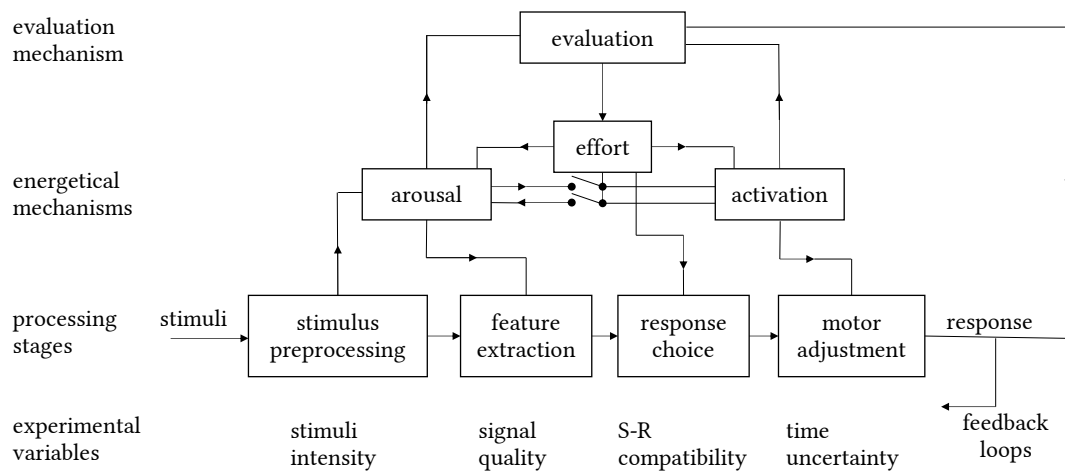 evaluation
mechanism
evaluation
effort
energetical
mechanisms
arousal
activation
processing
stages
stimuli
stimulus
preprocessing
feature
extraction
response
choice
motor
adjustment
response
experimental
variables
stimuli
intensity
signal
quality
S-R
compatibility
time
uncertainty
feedback
loops